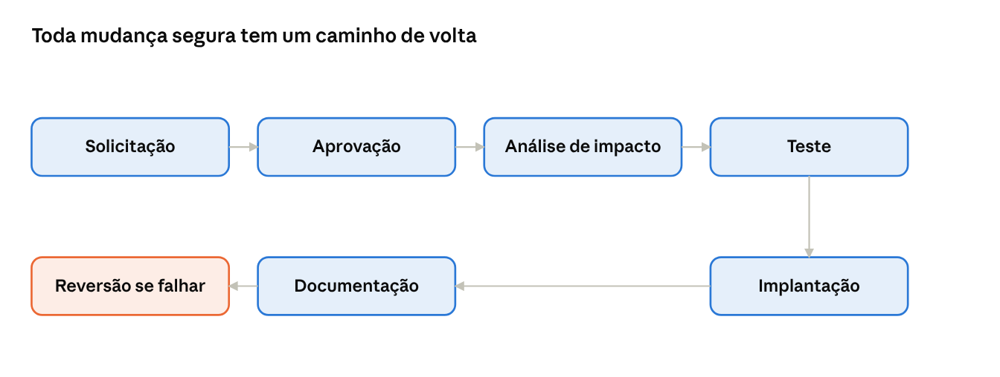 Toda mudança segura tem um caminho de volta
Solicitação
Aprovação
Análise de impacto
Teste
Reversão se falhar
Documentação
Implantação